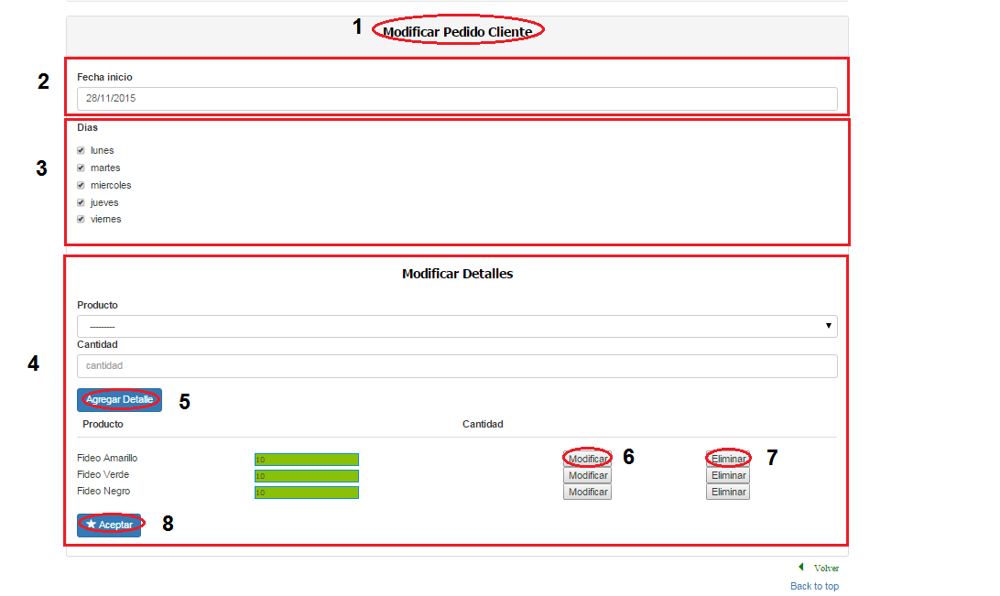 1 Modificar Pedido Cliente
2
Fecha inicio
28/11/2015
3
Dias
lunes
martes
miercoles
jueves
viernes
4
Modificar Detalles
Producto
---------
Cantidad
cantidad
Agregar Detalle 5
Producto Cantidad
Fideo Amarillo 10 Modificar 6 Eliminar 7
Fideo Verde 10 Modificar Eliminar
Fideo Negro 10 Modificar Eliminar
Aceptar 8
Volver
Back to top